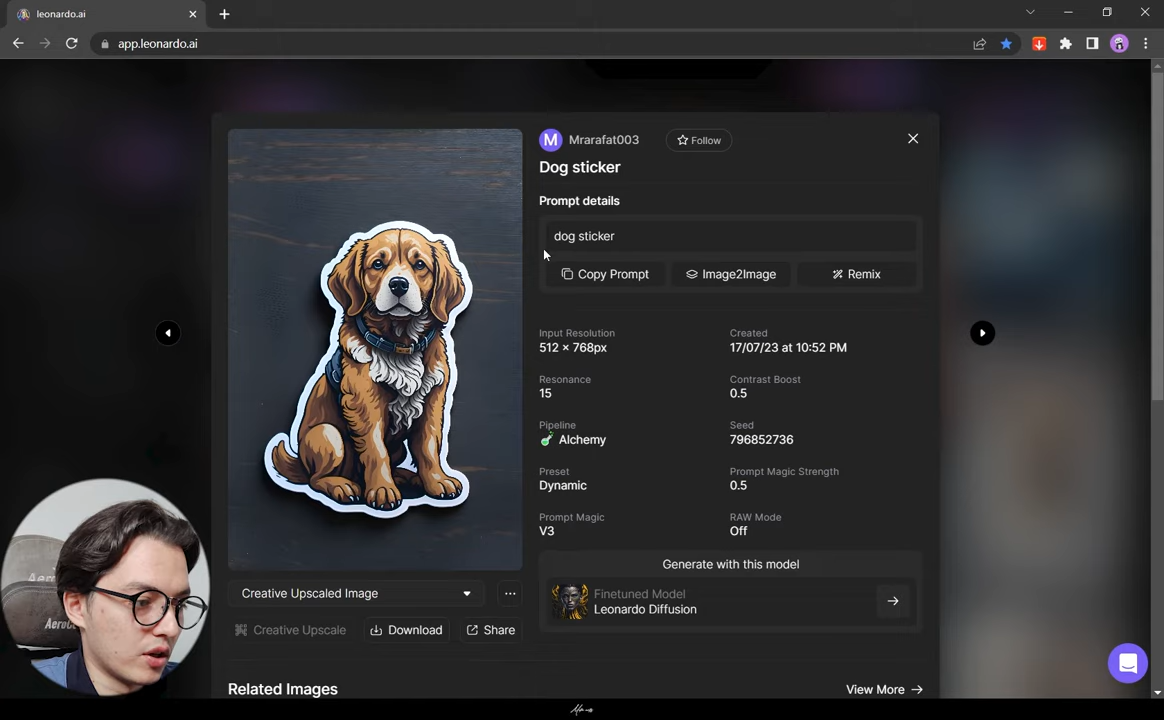 leonardo.ai
app.leonardo.ai
M Mrarafat003
Follow
Dog sticker
Prompt details
dog sticker
Copy Prompt
Image2Image
Remix
Input Resolution
512 × 768px
Created
17/07/23 at 10:52 PM
Resonance
15
Contrast Boost
0.5
Pipeline
Alchemy
Seed
796852736
Preset
Dynamic
Prompt Magic Strength
0.5
Prompt Magic
V3
RAW Mode
Off
Generate with this model
Finetuned Model
Leonardo Diffusion
Creative Upscaled Image
Creative Upscale
Download
Share
Related Images
View More